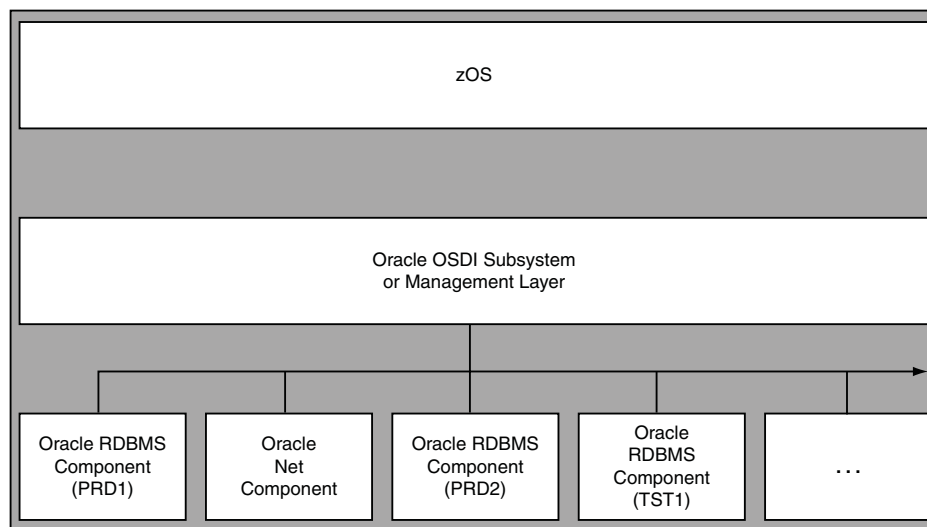 zOS
Oracle OSDI Subsystem
or Management Layer
Oracle RDBMS
Component
(PRD1)
Oracle
Net
Component
Oracle RDBMS
Component
(PRD2)
Oracle
RDBMS
Component
(TST1)
...